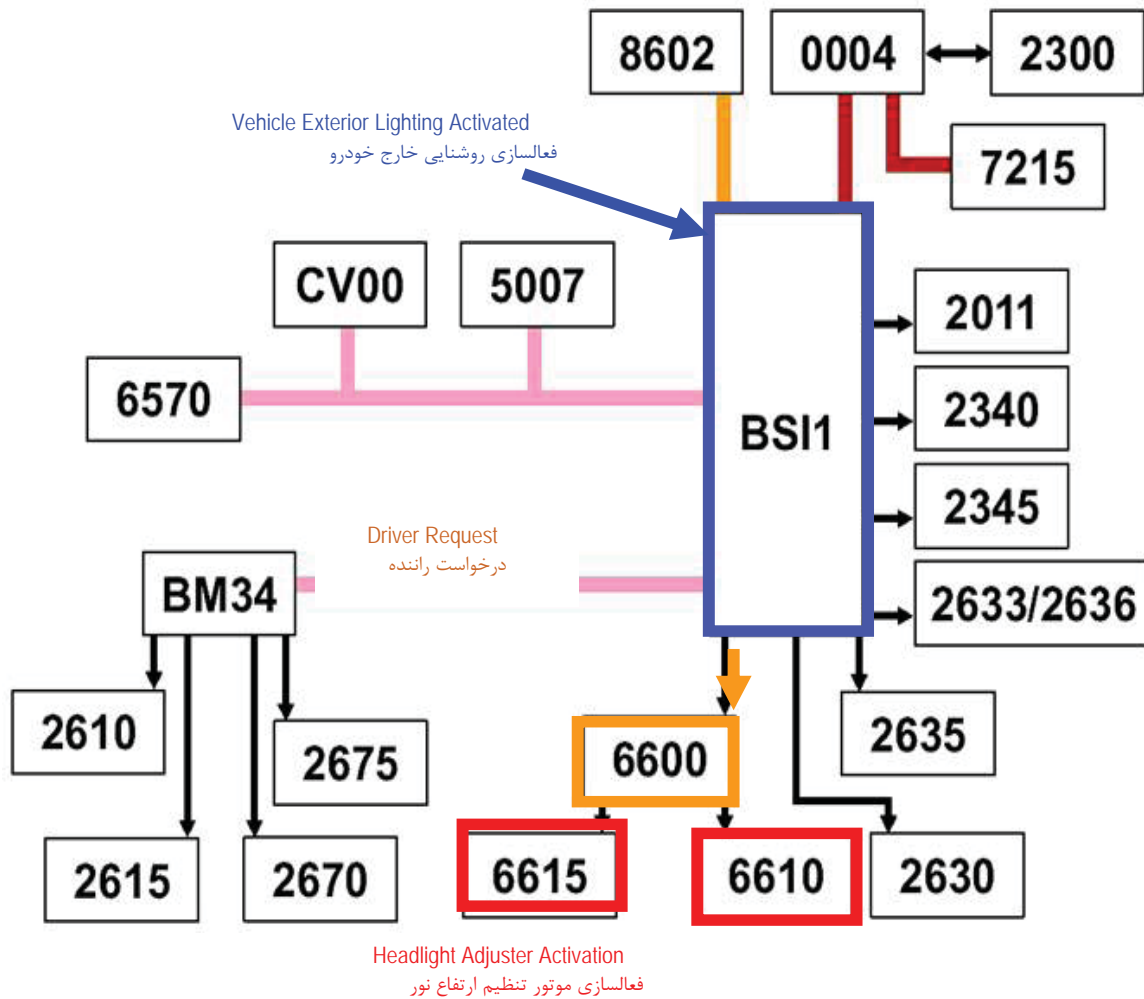 8602
0004
2300
Vehicle Exterior Lighting Activated
فعالسازی روشنایی خارج خودرو
7215
CV00
5007
2011
6570
2340
BSI1
2345
Driver Request
درخواست راننده
BM34
2633/2636
2610
2675
6600
2635
2615
2670
6615
6610
2630
Headlight Adjuster Activation
فعالسازی موتور تنظیم ارتفاع نور